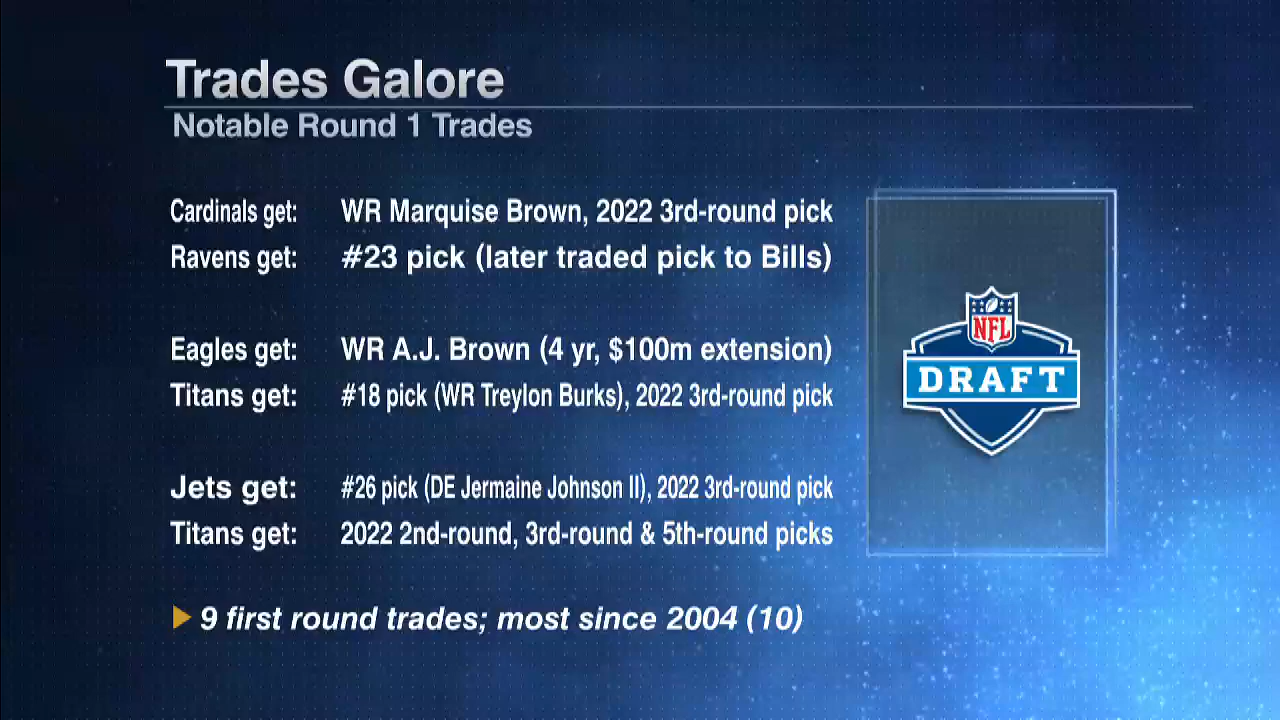 Trades Galore
Notable Round 1 Trades
Cardinals get: WR Marquise Brown, 2022 3rd-round pick
Ravens get: #23 pick (later traded pick to Bills)
Eagles get: WR A.J. Brown (4 yr, $100m extension)
Titans get: #18 pick (WR Treylon Burks), 2022 3rd-round pick
Jets get: #26 pick (DE Jermaine Johnson II), 2022 3rd-round pick
Titans get: 2022 2nd-round, 3rd-round & 5th-round picks
9 first round trades; most since 2004 (10)
NFL
DRAFT